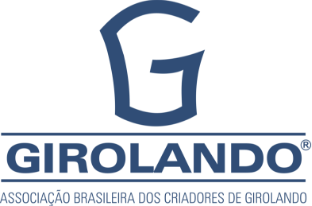 G
GIROLANDO®
ASSOCIAÇÃO BRASILEIRA DOS CRIADORES DE GIROLANDO